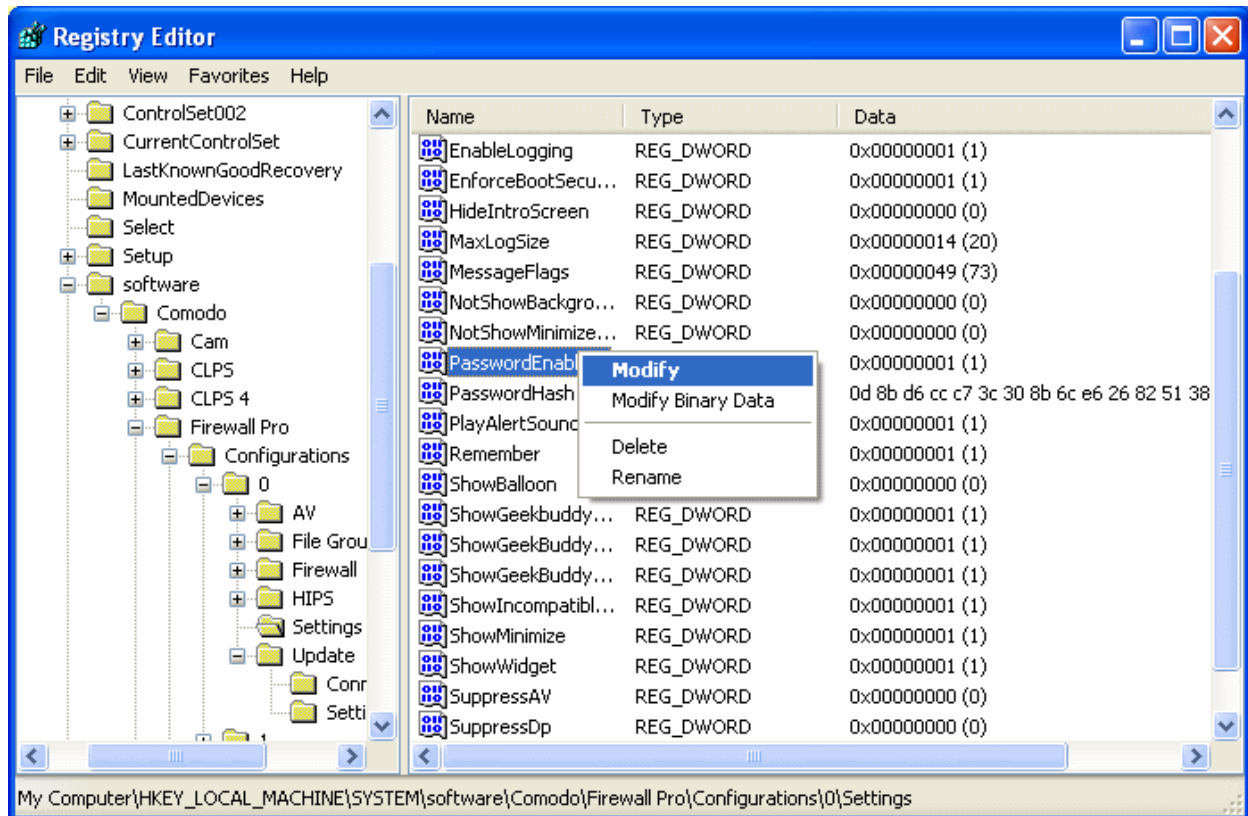 Registry Editor
File Edit View Favorites Help
ControlSet002
CurrentControlSet
LastKnownGoodRecovery
MountedDevices
Select
Setup
software
Comodo
Cam
CLPS
CLPS 4
Firewall Pro
Configurations
0
AV
File Grou
Firewall
HIPS
Settings
Update
Conr
Setti
Name Type Data
EnableLogging REG_DWORD 0x00000001 (1)
EnforceBootSecu... REG_DWORD 0x00000001 (1)
HideIntroScreen REG_DWORD 0x00000000 (0)
MaxLogSize REG_DWORD 0x00000014 (20)
MessageFlags REG_DWORD 0x00000049 (73)
NotShowBackgro... REG_DWORD 0x00000000 (0)
NotShowMinimize... REG_DWORD 0x00000000 (0)
PasswordEnabl 0x00000001 (1)
PasswordHash 0d 8b d6 cc c7 3c 30 8b 6c e6 26 82 51 38
PlayAlertSound 0x00000001 (1)
Remember 0x00000001 (1)
ShowBalloon 0x00000000 (0)
ShowGeekbuddy... REG_DWORD 0x00000001 (1)
ShowGeekBuddy... REG_DWORD 0x00000001 (1)
ShowGeekBuddy... REG_DWORD 0x00000001 (1)
ShowIncompatibl... REG_DWORD 0x00000001 (1)
ShowMinimize REG_DWORD 0x00000001 (1)
ShowWidget REG_DWORD 0x00000001 (1)
SuppressAV REG_DWORD 0x00000000 (0)
SuppressDp REG_DWORD 0x00000000 (0)
Modify
Modify Binary Data
Delete
Rename
My Computer\HKEY_LOCAL_MACHINE\SYSTEM\software\Comodo\Firewall Pro\Configurations\0\Settings